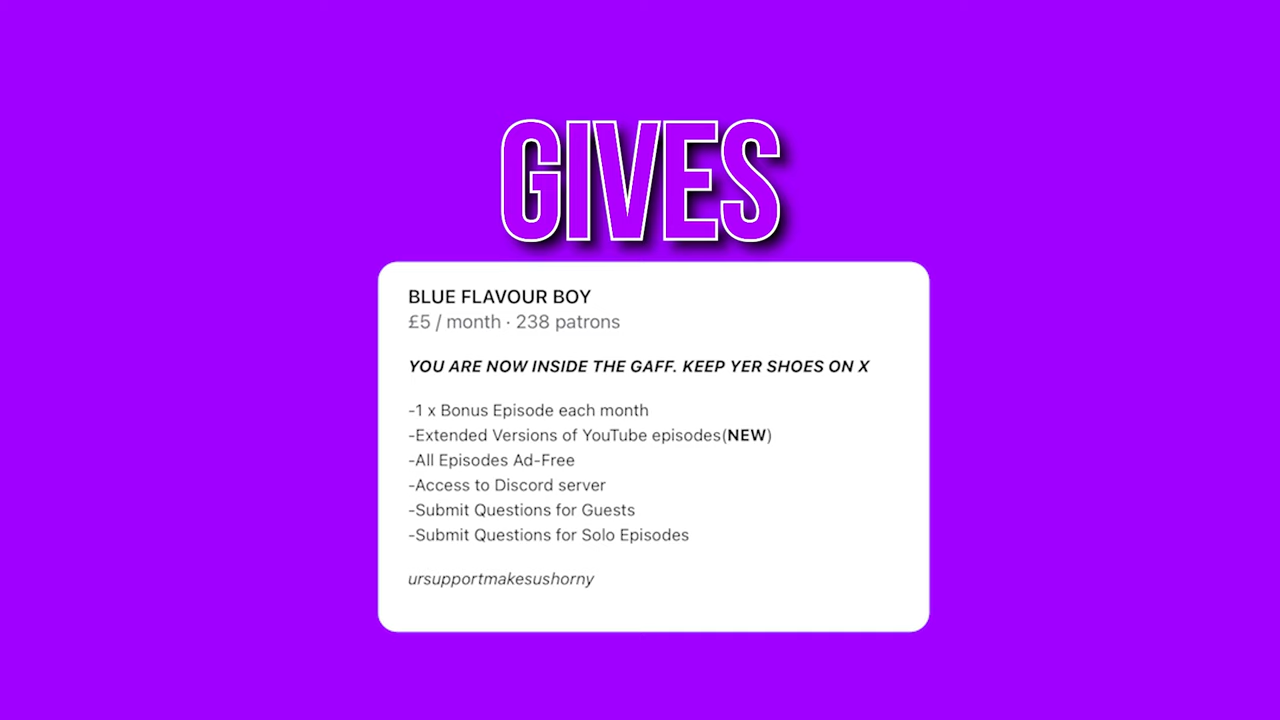 GIVES
BLUE FLAVOUR BOY
£5 / month · 238 patrons
YOU ARE NOW INSIDE THE GAFF. KEEP YER SHOES ON X
-1 x Bonus Episode each month
-Extended Versions of YouTube episodes(NEW)
-All Episodes Ad-Free
-Access to Discord server
-Submit Questions for Guests
-Submit Questions for Solo Episodes
ursupportmakesushorny